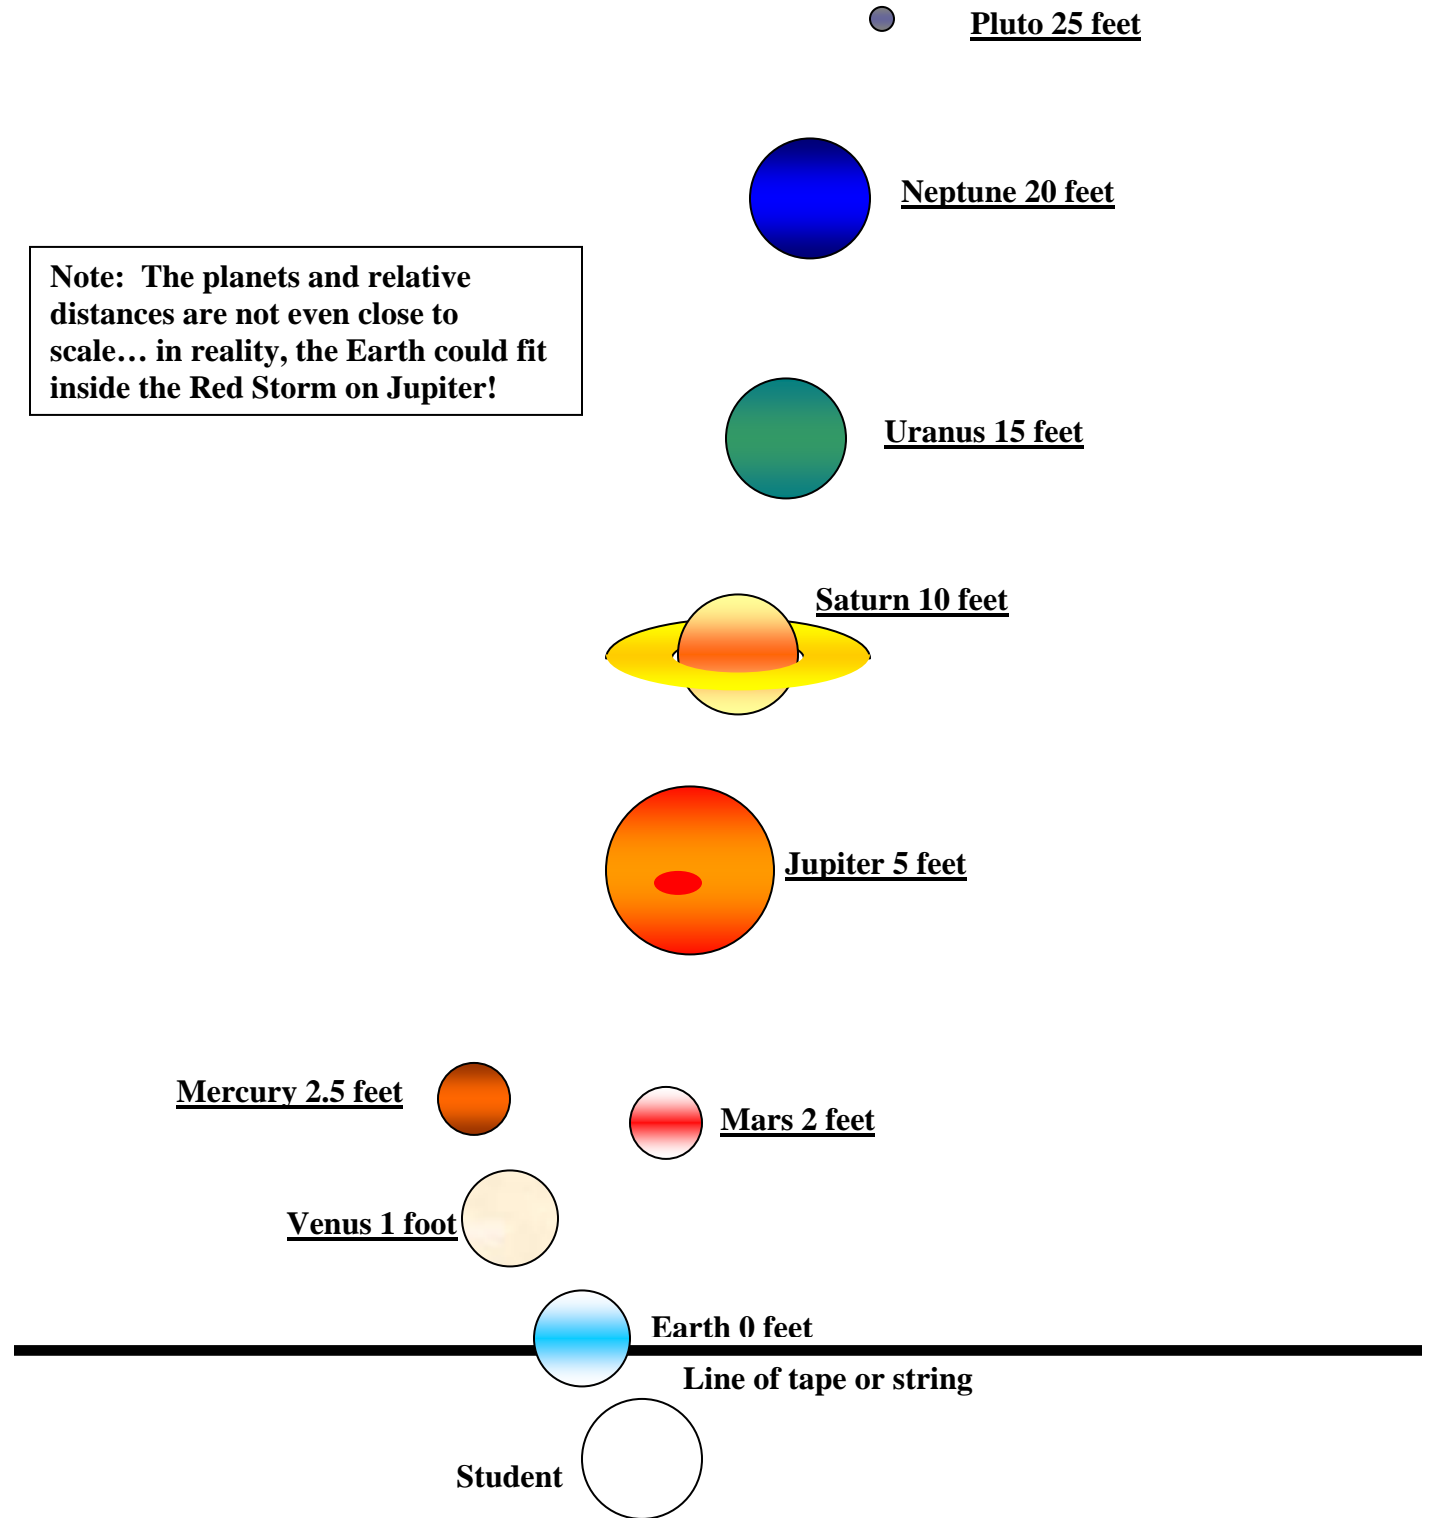 Pluto 25 feet
Neptune 20 feet
Note:  The planets and relative
distances are not even close to
scale… in reality, the Earth could fit
inside the Red Storm on Jupiter!
Uranus 15 feet
Saturn 10 feet
Jupiter 5 feet
Mercury 2.5 feet
Mars 2 feet
Venus 1 foot
Earth 0 feet
Line of tape or string
Student